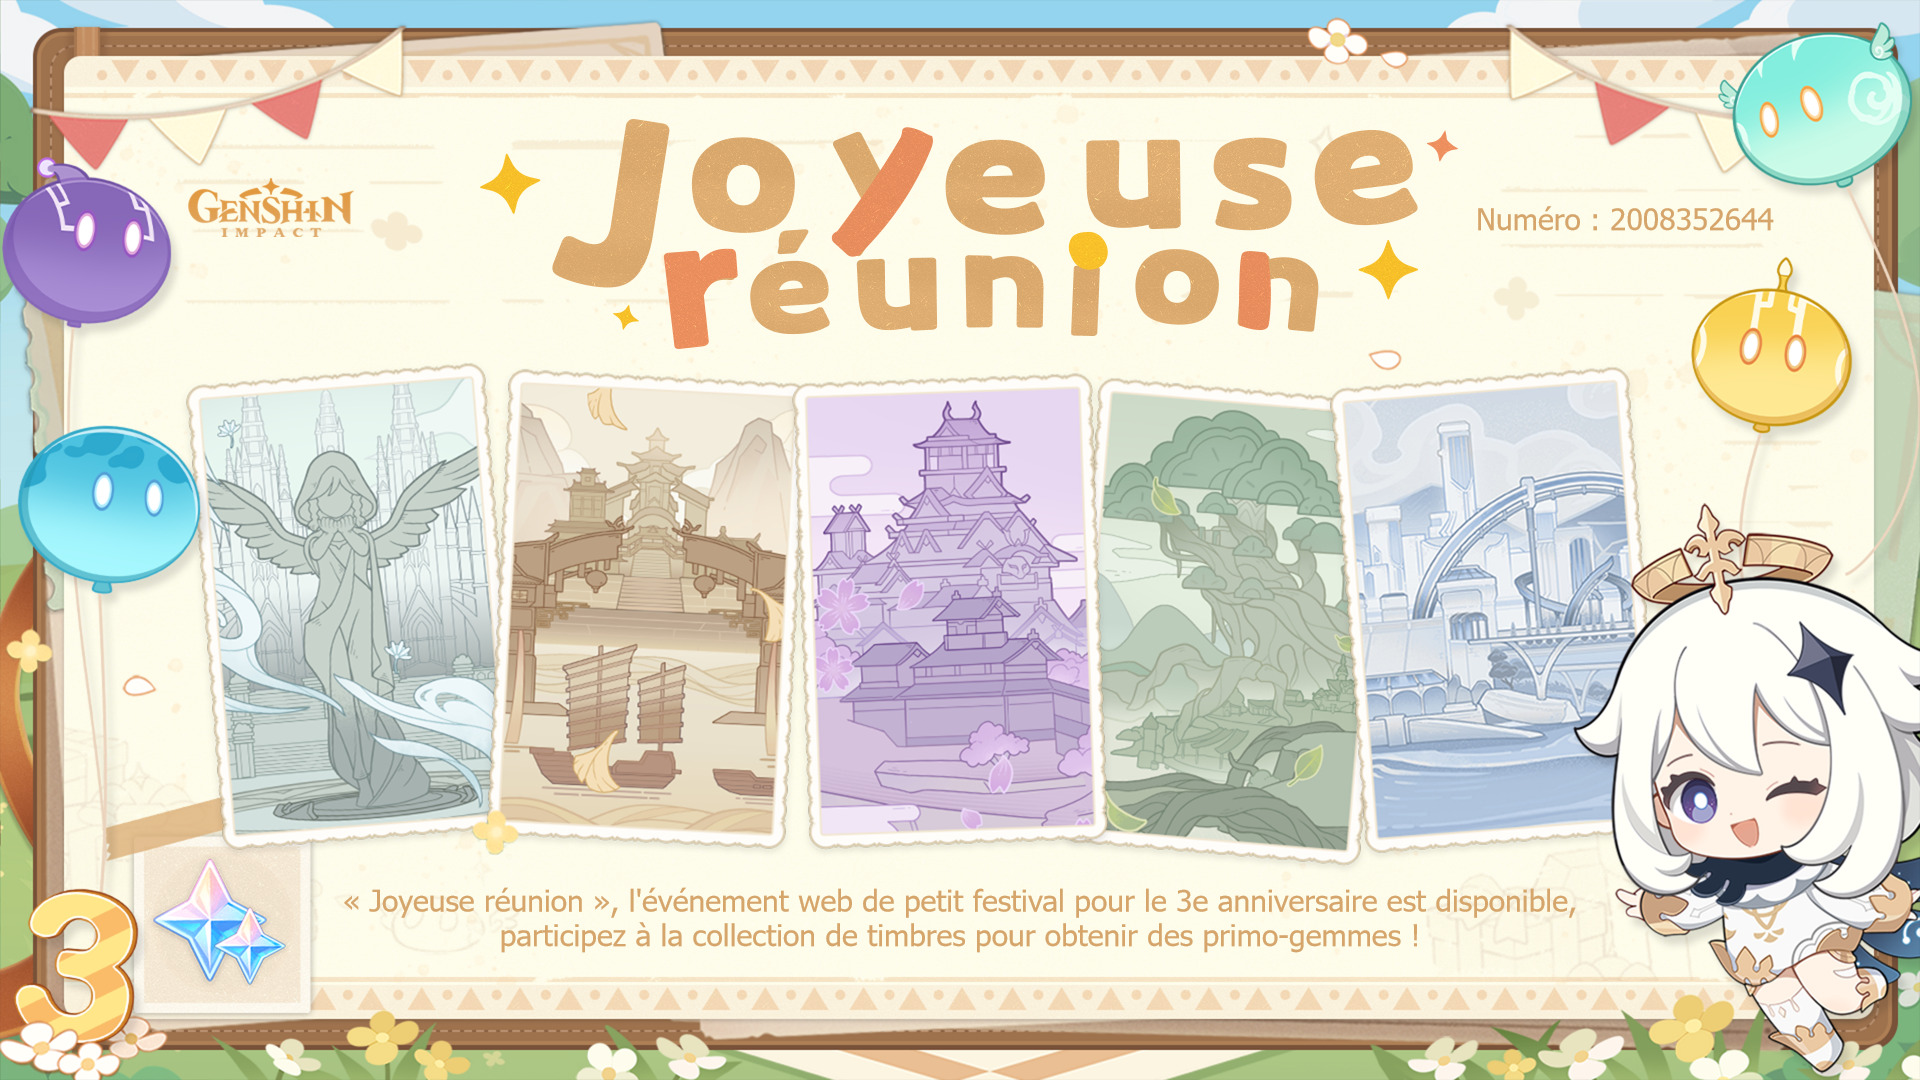 GENSHIN
IMPACT
Joyeuse
réunion
Numéro : 2008352644
« Joyeuse réunion », l'événement web de petit festival pour le 3e anniversaire est disponible,
participez à la collection de timbres pour obtenir des primo-gemmes !
3